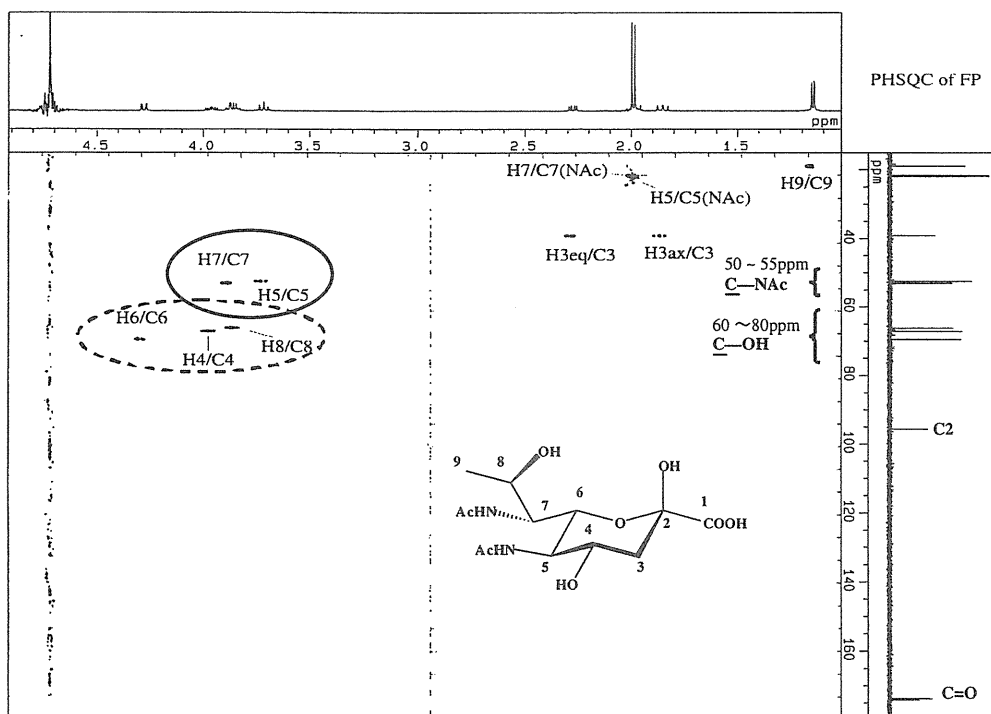 PHSQC of FP
ppm
4.5 4.0 3.5 3.0 2.5 2.0 1.5
ppm
H7/C7(NAc)
H9/C9
H5/C5(NAc)
40
H3eq/C3
H3ax/C3
H7/C7
50 ~ 55ppm
C—NAc
H5/C5
60
H6/C6
60 ~80ppm
C—OH
H4/C4
H8/C8
80
C2
100
9
8
OH
OH
6
1
7
AcHN
O
2
COOH
4
120
AcHN
5
3
HO
140
160
C=O